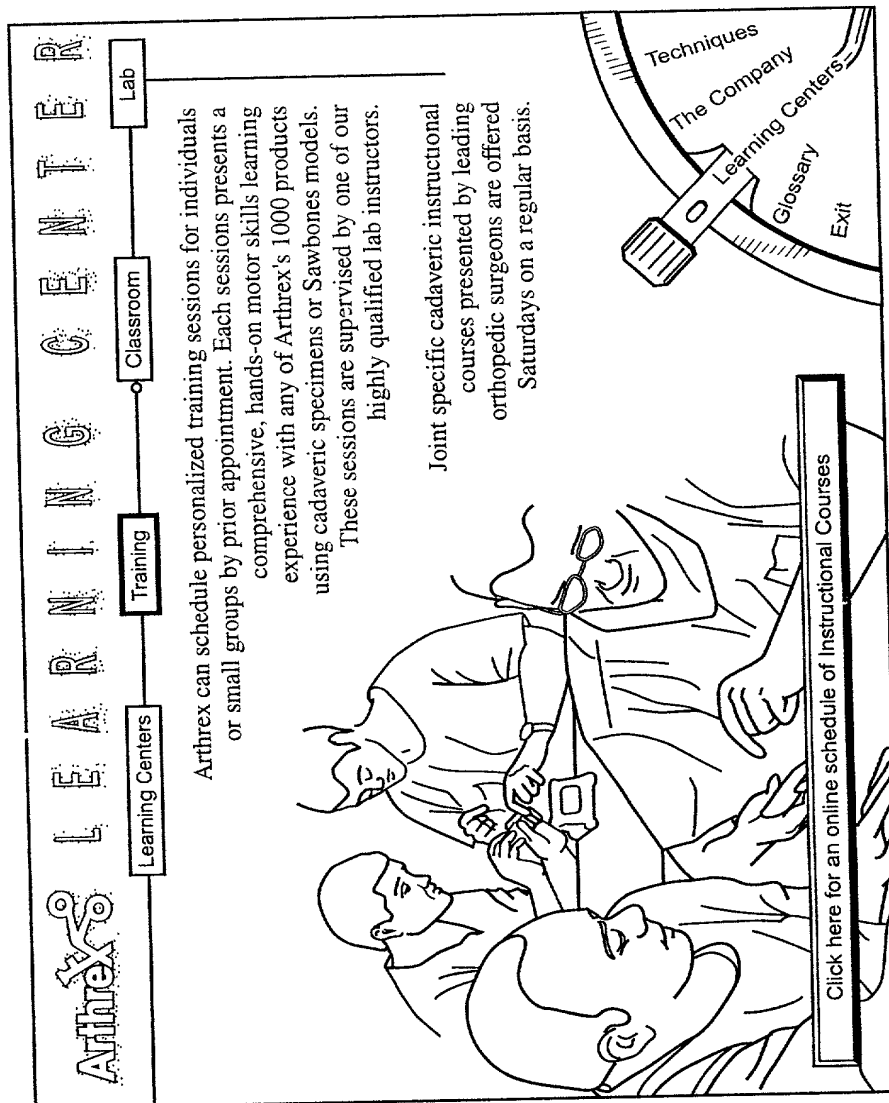 Arthrex LEARNING CENTER
Learning Centers
Training
Classroom
Lab
Arthrex can schedule personalized training sessions for individuals
or small groups by prior appointment. Each sessions presents a
comprehensive, hands-on motor skills learning
experience with any of Arthrex's 1000 products
using cadaveric specimens or Sawbones models.
These sessions are supervised by one of our
highly qualified lab instructors.
Joint specific cadaveric instructional
courses presented by leading
orthopedic surgeons are offered
Saturdays on a regular basis.
Techniques
The Company
Learning Centers
Glossary
Exit
Click here for an online schedule of Instructional Courses